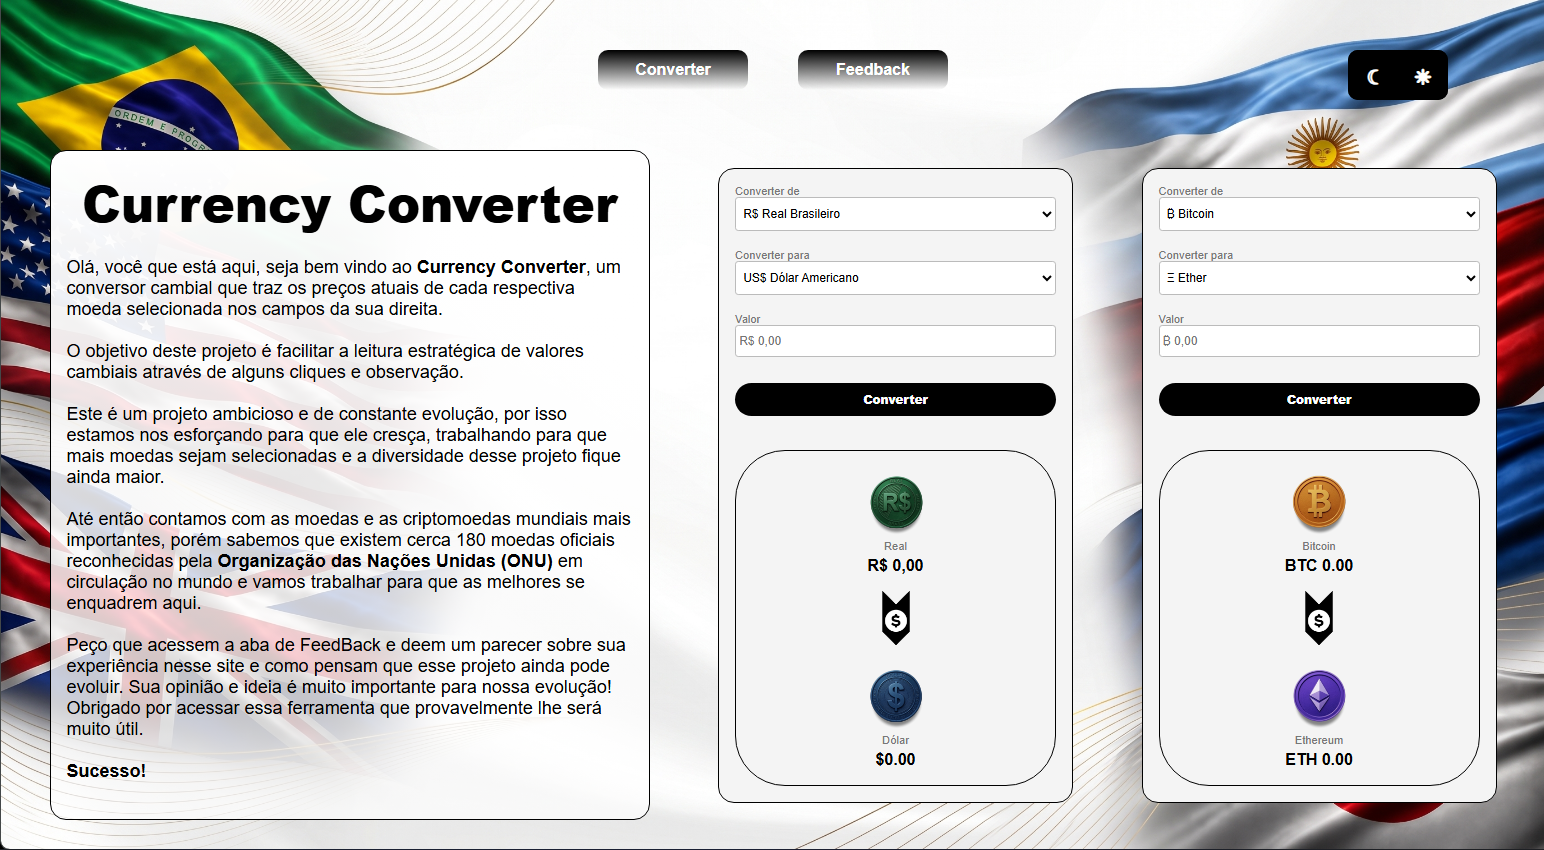 Converter
Feedback
ORDEM E PROGR
Currency Converter
Olá, você que está aqui, seja bem vindo ao Currency Converter, um
conversor cambial que traz os preços atuais de cada respectiva
moeda selecionada nos campos da sua direita.
O objetivo deste projeto é facilitar a leitura estratégica de valores
cambiais através de alguns cliques e observação.
Este é um projeto ambicioso e de constante evolução, por isso
estamos nos esforçando para que ele cresça, trabalhando para que
mais moedas sejam selecionadas e a diversidade desse projeto fique
ainda maior.
Até então contamos com as moedas e as criptomoedas mundiais mais
importantes, porém sabemos que existem cerca 180 moedas oficiais
reconhecidas pela Organização das Nações Unidas (ONU) em
circulação no mundo e vamos trabalhar para que as melhores se
enquadrem aqui.
Peço que acessem a aba de FeedBack e deem um parecer sobre sua
experiência nesse site e como pensam que esse projeto ainda pode
evoluir. Sua opinião e ideia é muito importante para nossa evolução!
Obrigado por acessar essa ferramenta que provavelmente lhe será
muito útil.
Sucesso!
Converter de
R$ Real Brasileiro
Converter para
US$ Dólar Americano
Valor
R$ 0,00
Converter
R$
Real
R$ 0,00
$
$
Dólar
$0.00
Converter de
₿ Bitcoin
Converter para
Ξ Ether
Valor
₿ 0,00
Converter
₿
Bitcoin
BTC 0.00
$
Ethereum
ETH 0.00